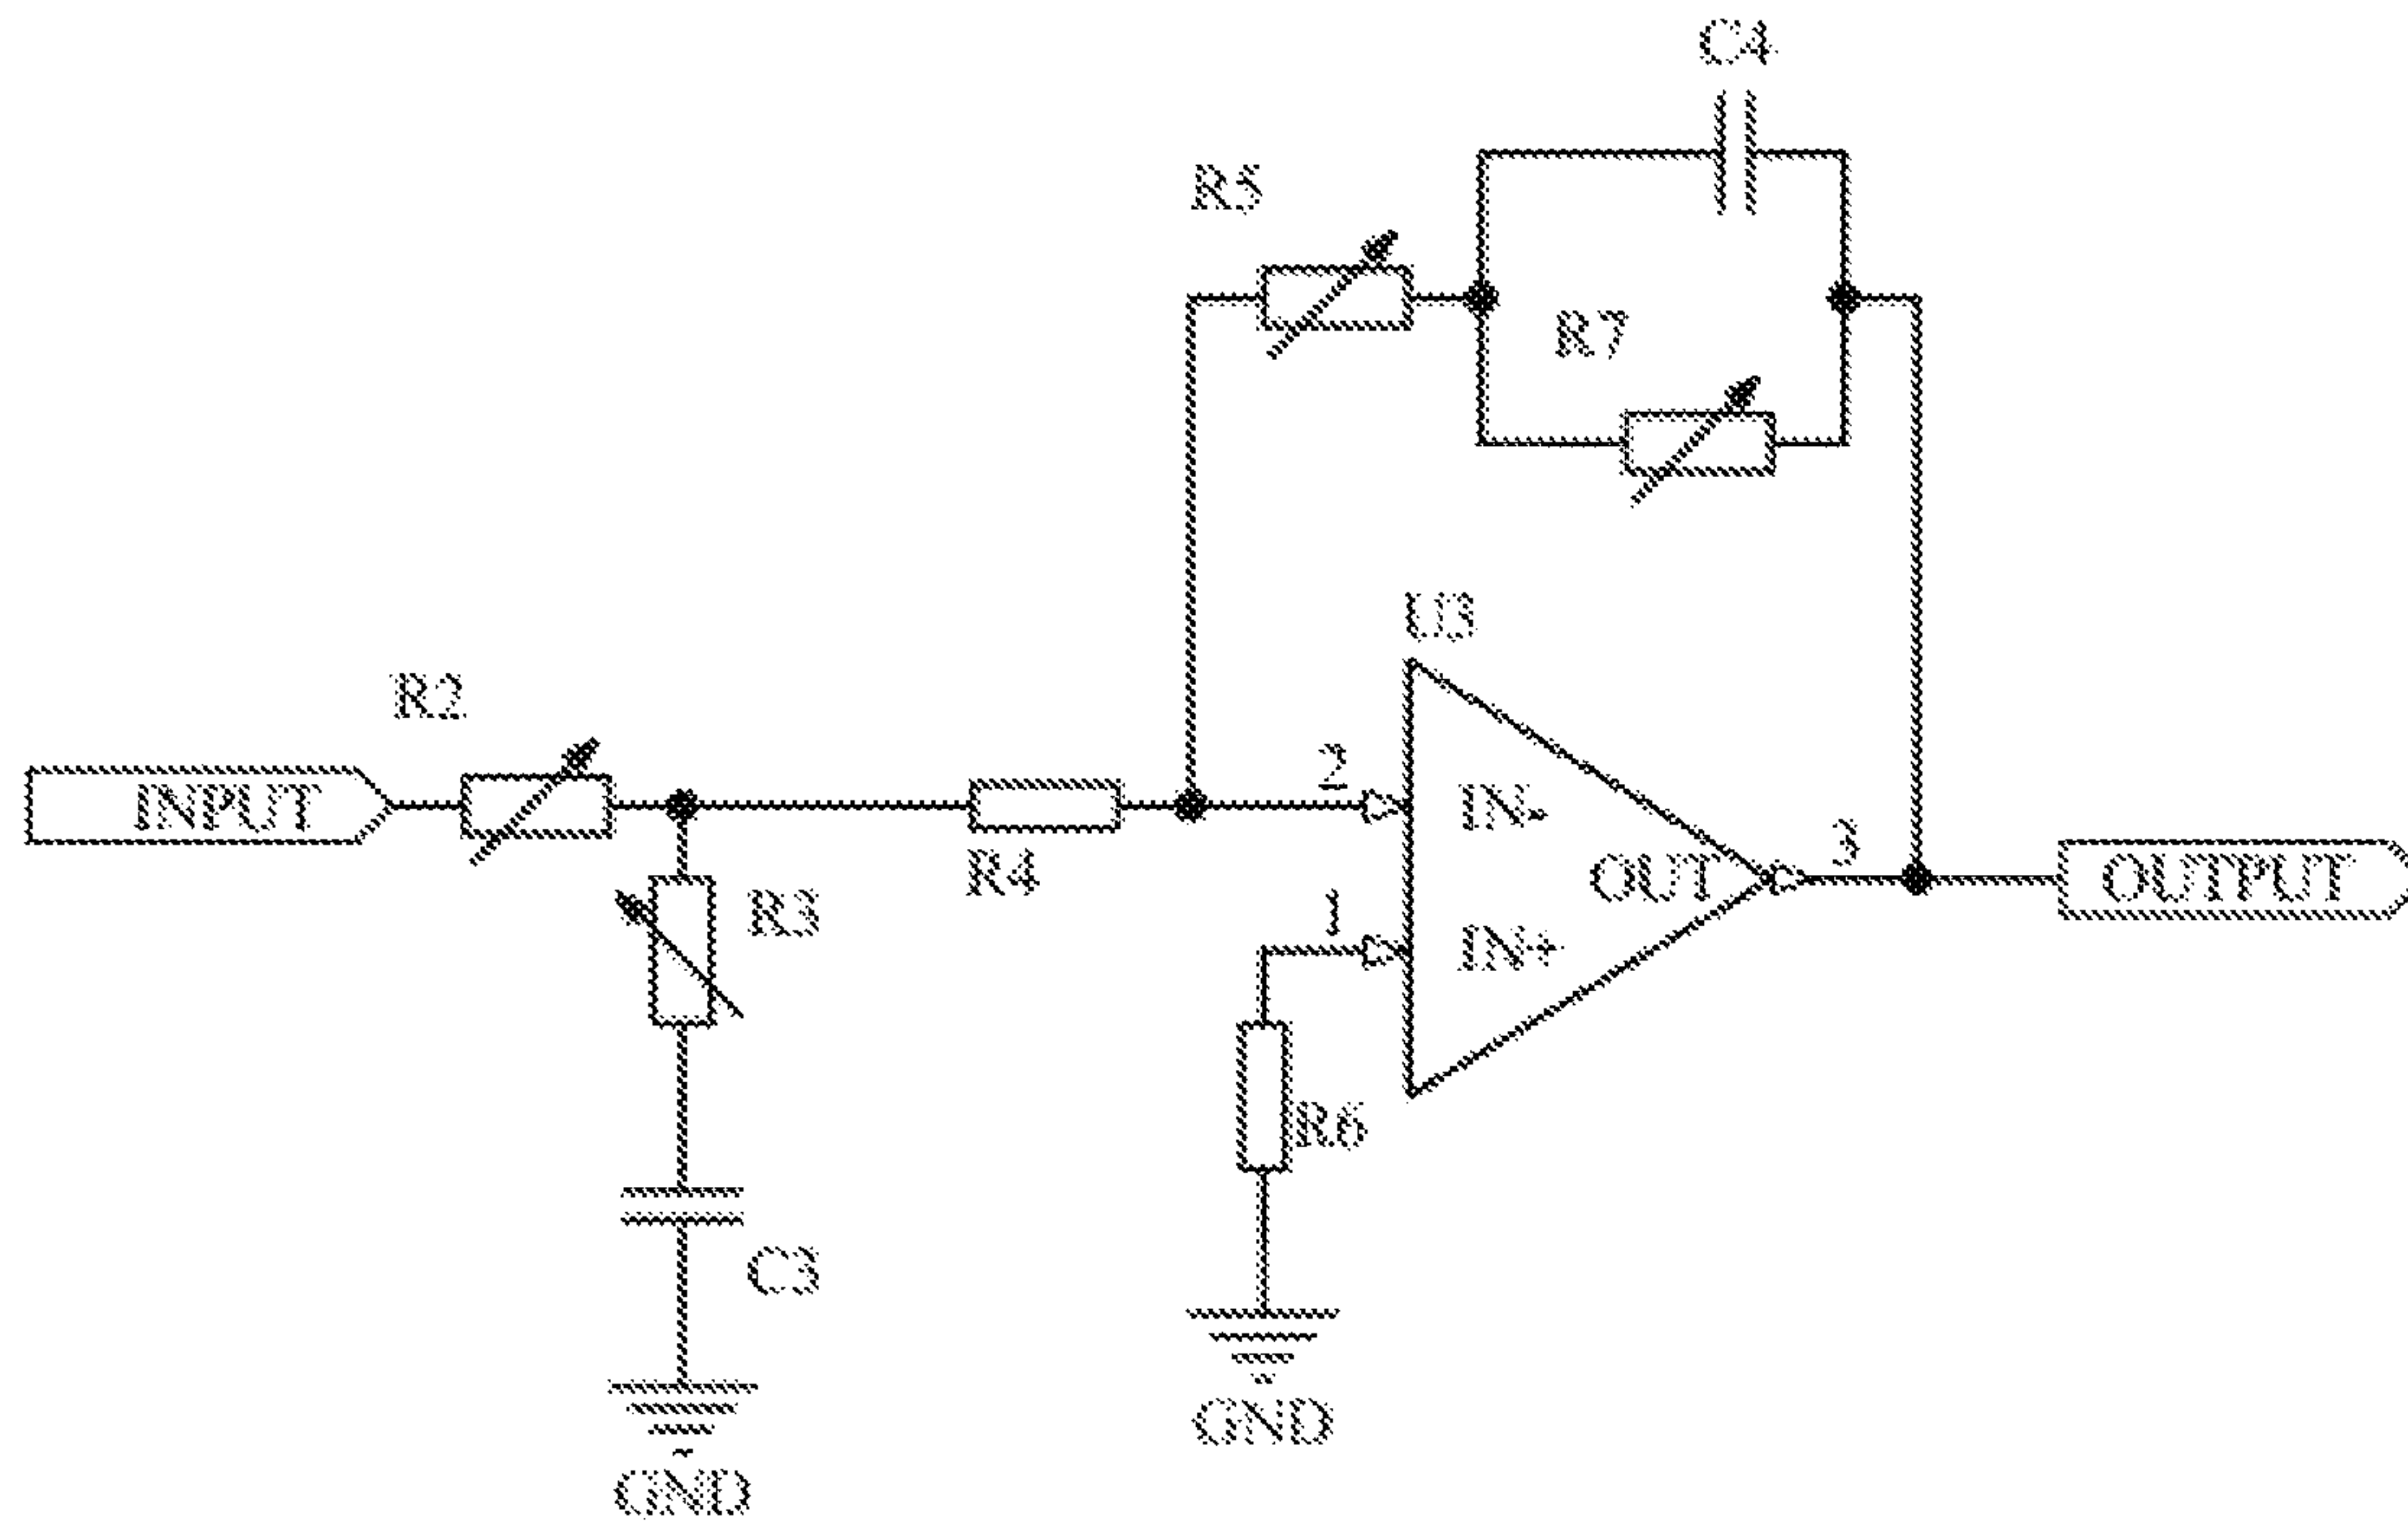 C4
R5
R7
U3
R2
2
INPUT
IN-
3
R4
R3
OUT
OUTPUT
1
IN+
R6
C3
GND
GND